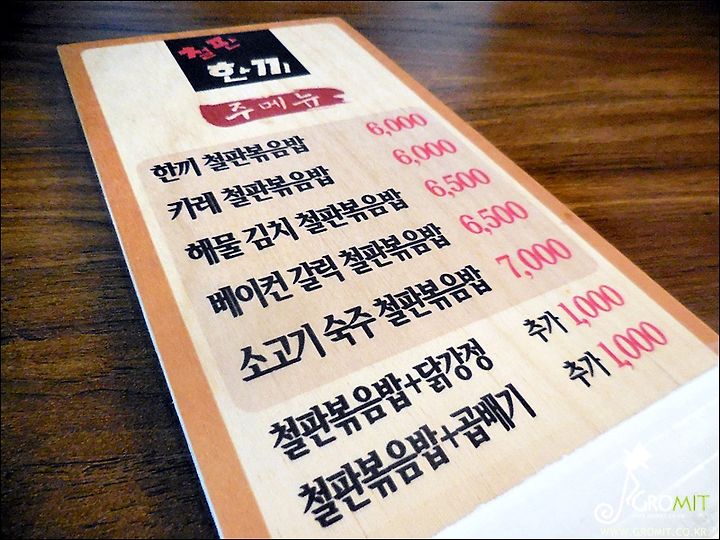 철판
한끼
주메뉴
한끼 철판볶음밥 6,000
카레 철판볶음밥 6,000
해물 김치 철판볶음밥 6,500
베이컨 갈릭 철판볶음밥 6,500
소고기 숙주 철판볶음밥 7,000
철판볶음밥+닭강정 추가 1,000
철판볶음밥+곱배기 추가 1,000
GROMIT
WWW.GROMIT.CO.KR